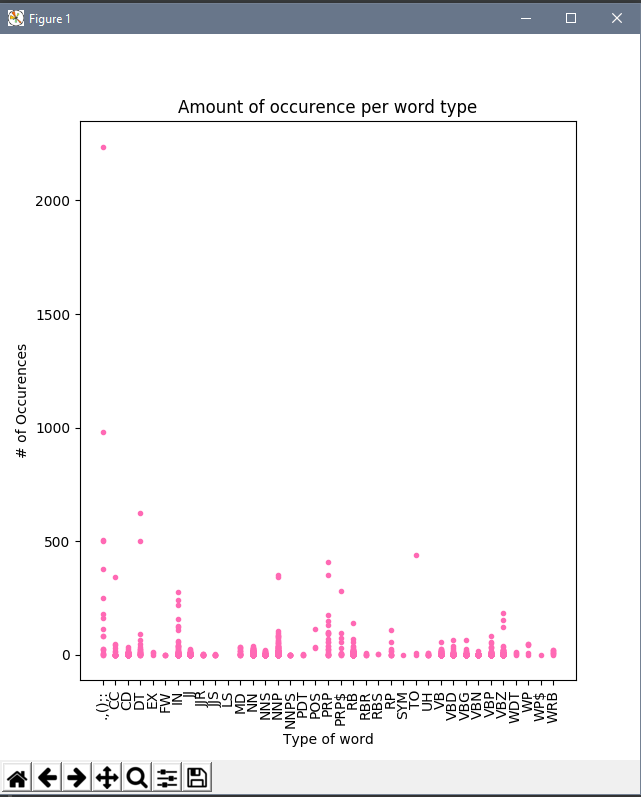 Figure 1
Amount of occurence per word type
# of Occurences
2000
1500
1000
500
0
CC
CD
DT
EX
FW
IN
JJ
JJR
JJS
LS
MD
NN
NNS
NNP
NNPS
PDT
POS
PRP
PRP$
RB
RBR
RBS
RP
SYM
TO
UH
VB
VBD
VBG
VBN
VBP
VBZ
WDT
WP
WP$
WRB
Type of word